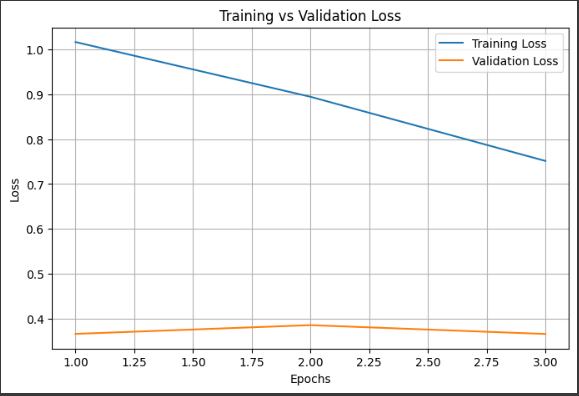 Training vs Validation Loss
Training Loss
Validation Loss
1.0
0.9
0.8
0.7
0.6
0.5
0.4
Loss
1.00 1.25 1.50 1.75 2.00 2.25 2.50 2.75 3.00
Epochs